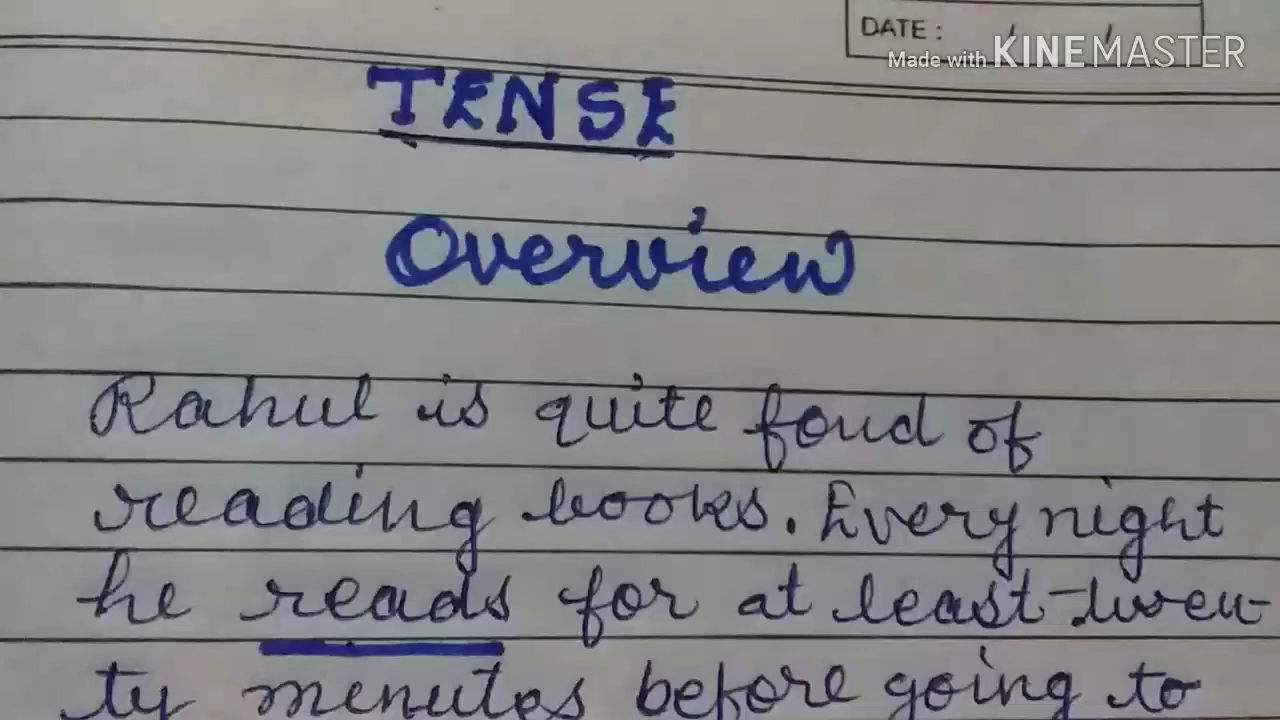 DATE: / /
Made with KINEMASTER
TENSE
Overview
Rahul is quite fond of
reading books. Every night
he reads for at least twen-
ty minutes before going to